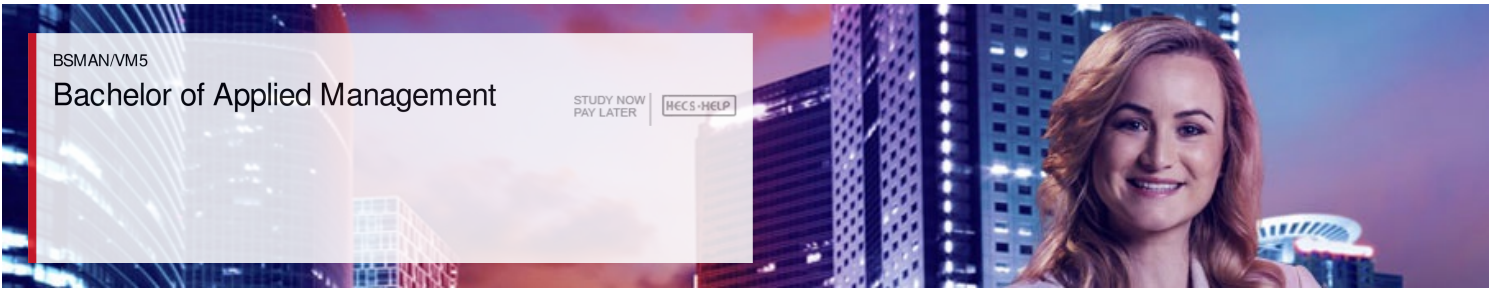 BSMAN/VM5
Bachelor of Applied Management
STUDY NOW
PAY LATER
HECS-HELP